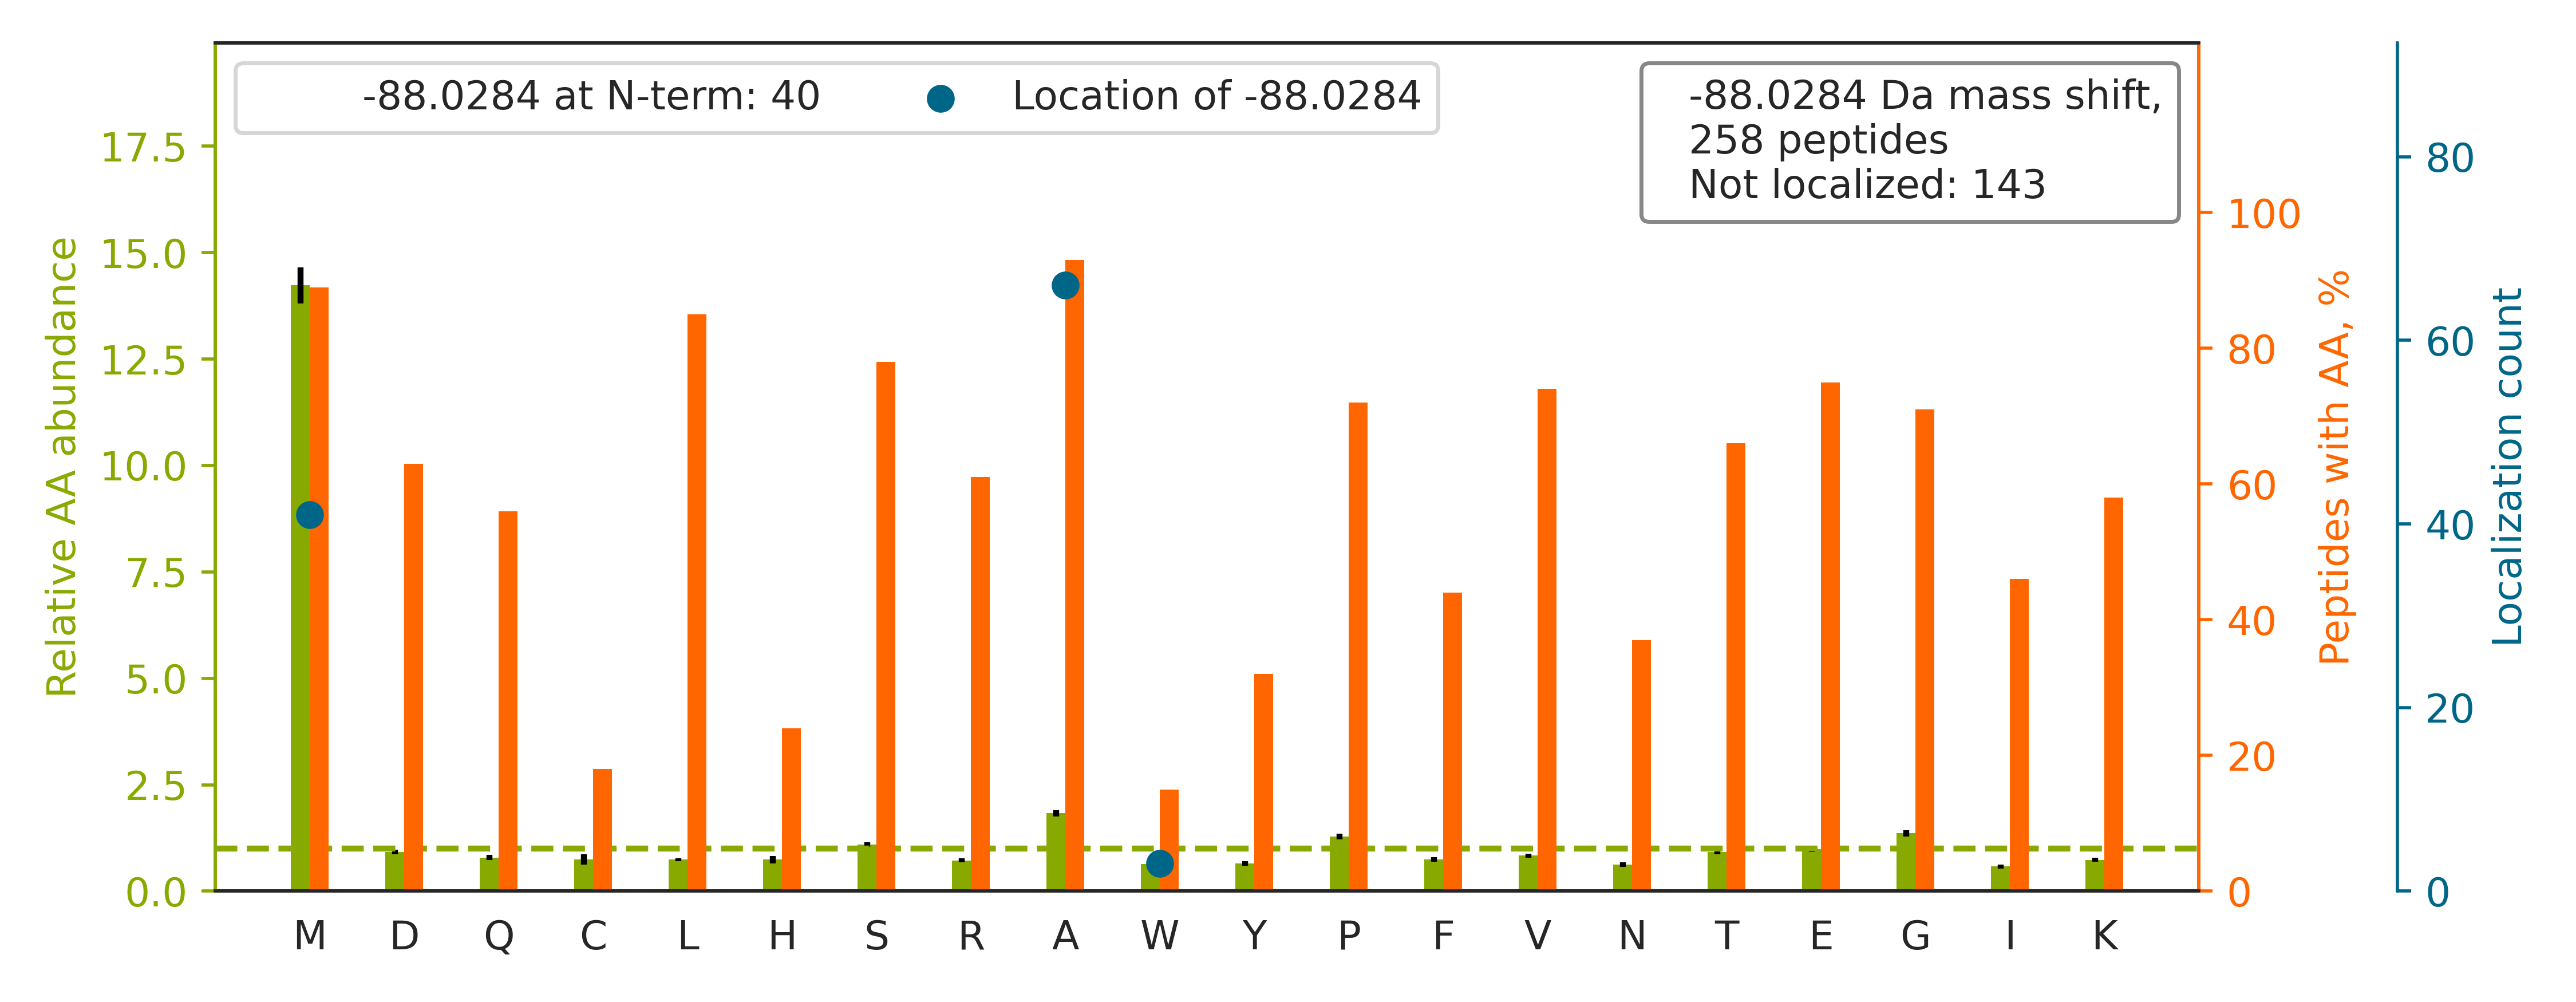 -88.0284 at N-term: 40
Location of -88.0284
-88.0284 Da mass shift,
258 peptides
Not localized: 143
Relative AA abundance
17.5
15.0
12.5
10.0
7.5
5.0
2.5
0.0
M D Q C L H S R A W Y P F V N T E G I K
100
80
60
40
20
0
Peptides with AA, %
80
60
40
20
0
Localization count